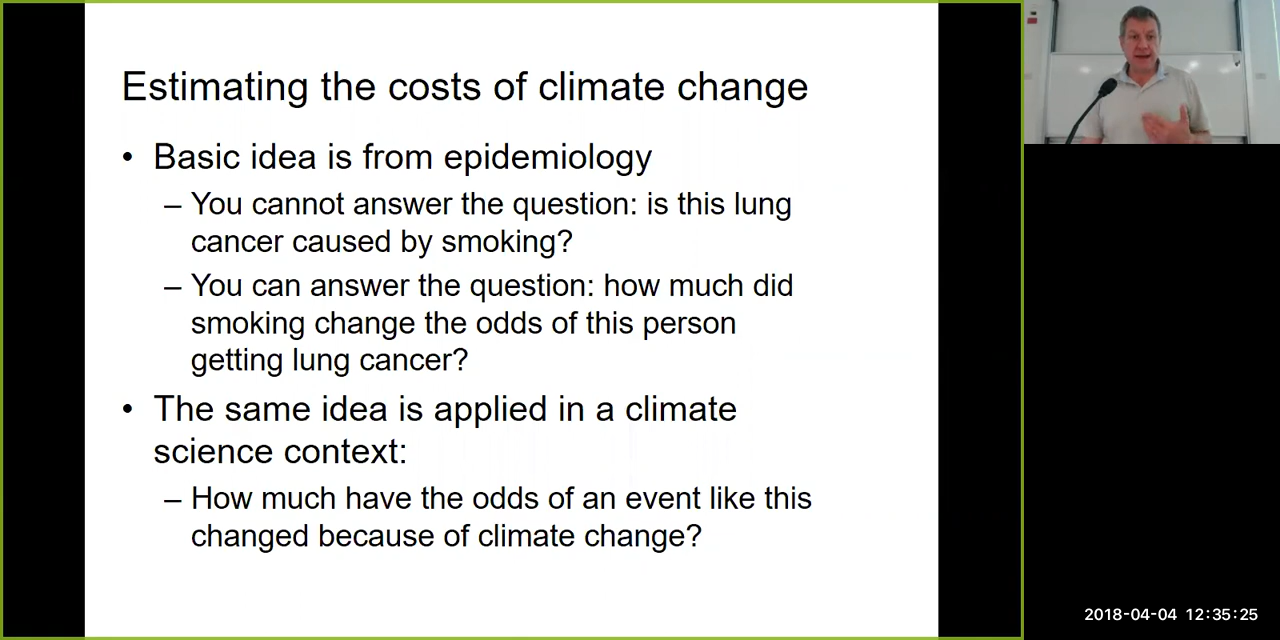 Estimating the costs of climate change
• Basic idea is from epidemiology
– You cannot answer the question: is this lung
cancer caused by smoking?
– You can answer the question: how much did
smoking change the odds of this person
getting lung cancer?
• The same idea is applied in a climate
science context:
– How much have the odds of an event like this
changed because of climate change?
2018-04-04 12:35:25